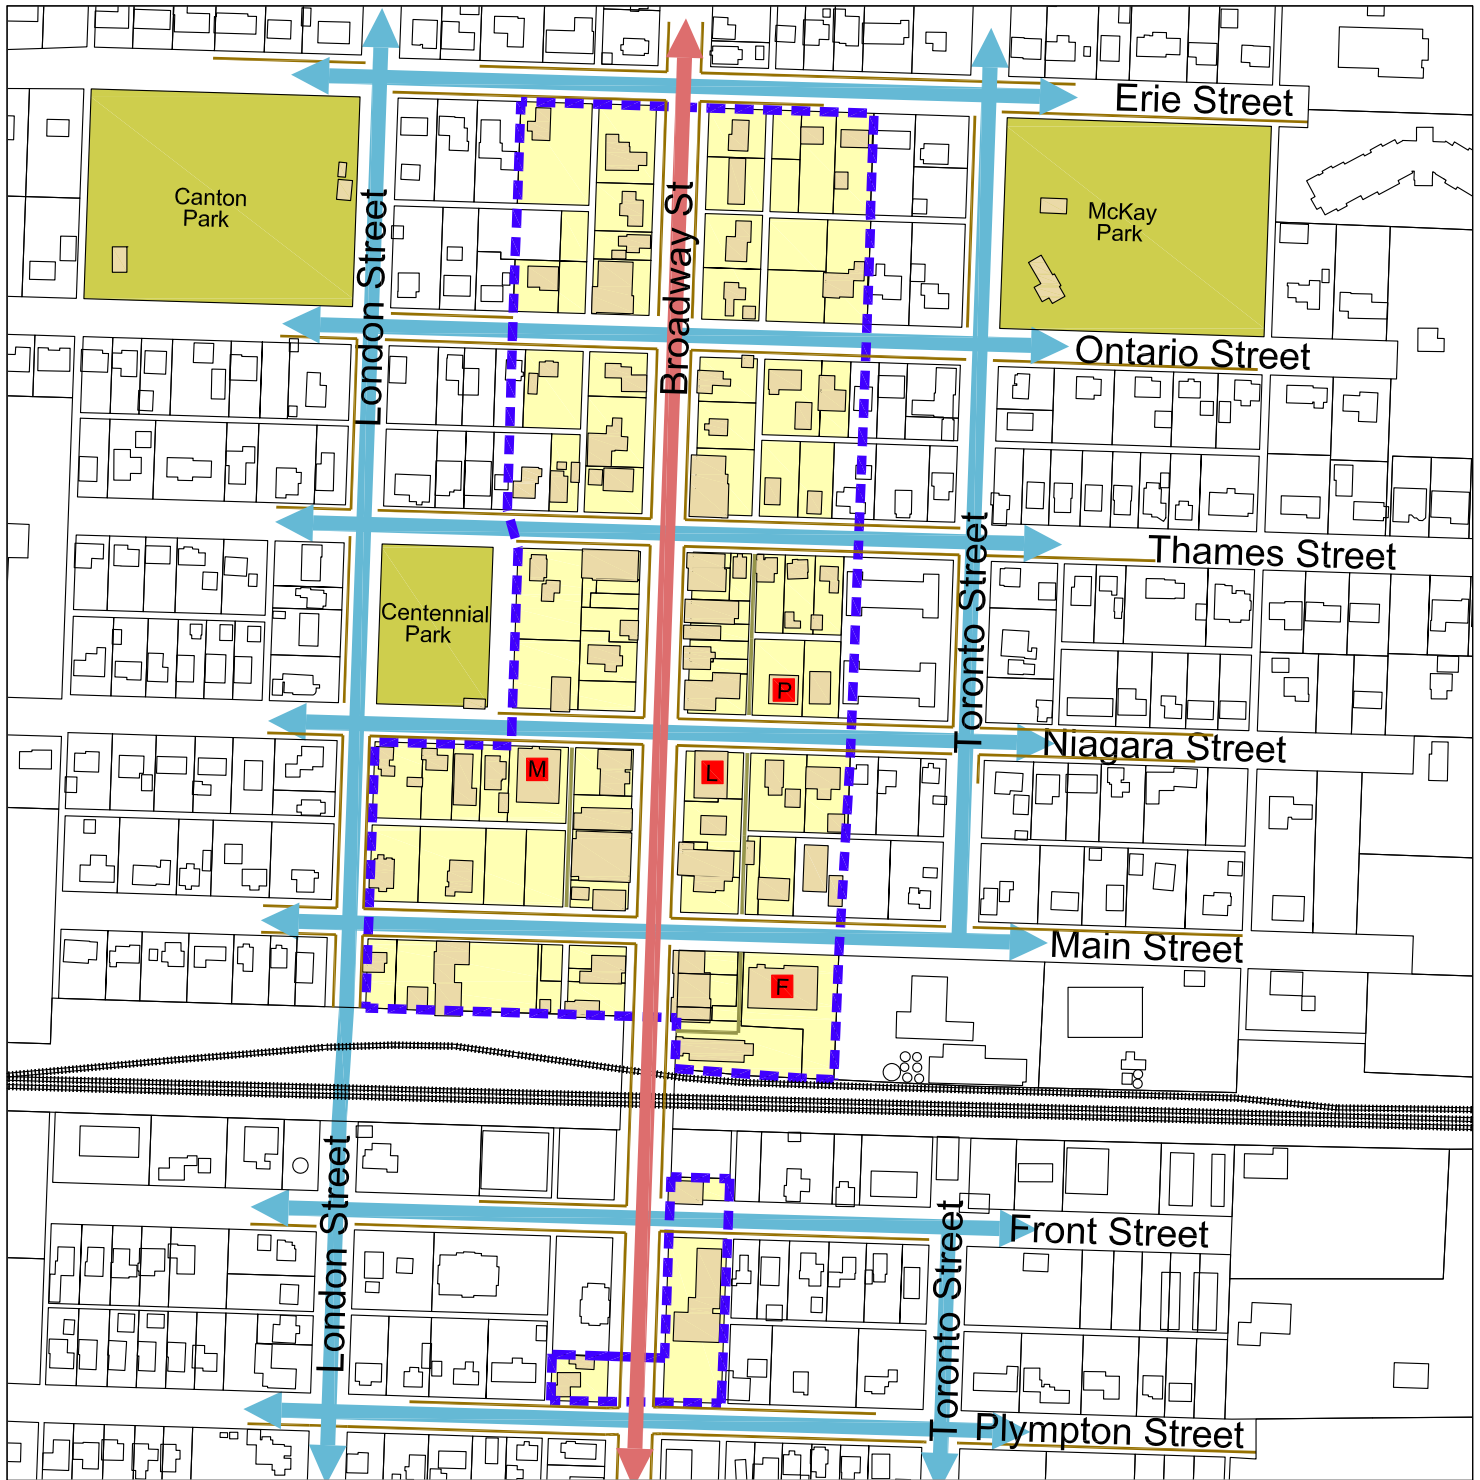 Erie Street
Canton
Park
McKay
Park
London Street
Broadway St
Ontario Street
Thames Street
Toronto Street
Centennial
Park
P
Niagara Street
M
L
Main Street
F
London Street
Toronto Street
Front Street
Plympton Street